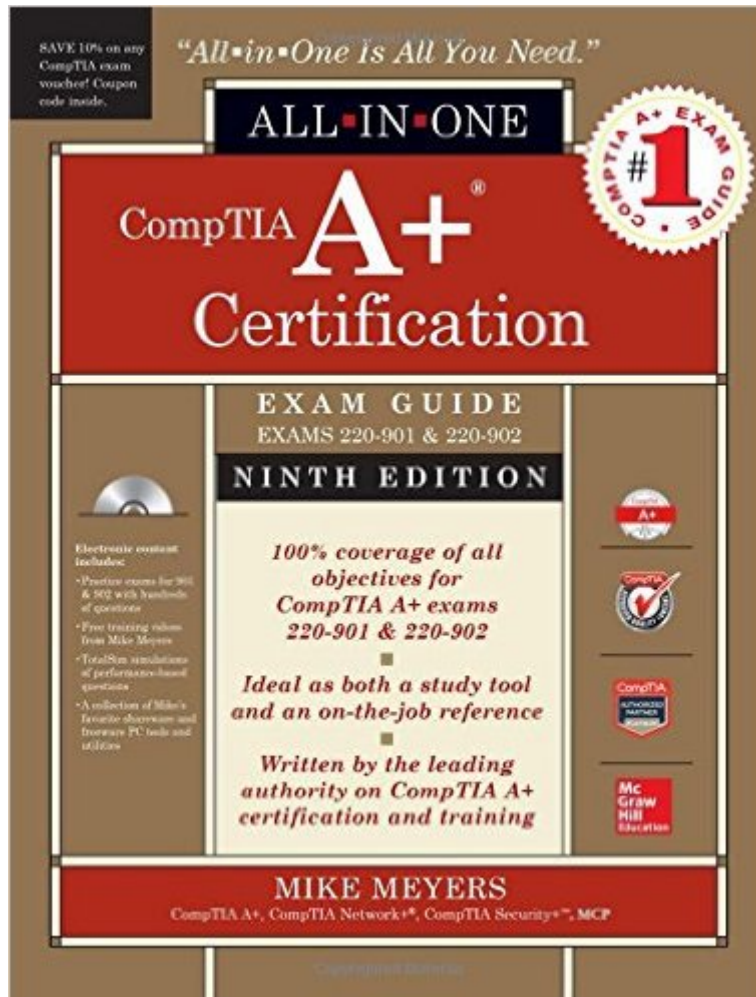 SAVE 10% on any
CompTIA exam
voucher! Coupon
code inside.
“All▪in▪One Is All You Need.”
ALL▪IN▪ONE
COMPTIA A+ EXAM GUIDE •
#1
CompTIA A+®
Certification
EXAM GUIDE
EXAMS 220-901 & 220-902
NINTH EDITION
Electronic content
includes:
•Practice exams for 901
& 902 with hundreds
of questions
•Free training videos
from Mike Meyers
•TotalSim simulations
of performance-based
questions
•A collection of Mike's
favorite shareware and
freeware PC tools and
utilities
100% coverage of all
objectives for
CompTIA A+ exams
220-901 & 220-902
Ideal as both a study tool
and an on-the-job reference
Written by the leading
authority on CompTIA A+
certification and training
CompTIA
A+
CompTIA
APPROVED QUALITY CONTENT
CompTIA
AUTHORIZED
PARTNER
Mc
Graw
Hill
Education
MIKE MEYERS
CompTIA A+, CompTIA Network+®, CompTIA Security+™, MCP
Copyrighted Material